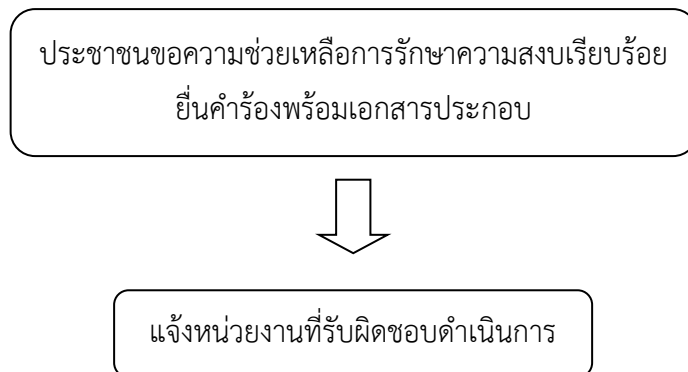 ประชาชนขอความช่วยเหลือการรักษาความสงบเรียบร้อย
ยื่นคำร้องพร้อมเอกสารประกอบ
แจ้งหน่วยงานที่รับผิดชอบดำเนินการ